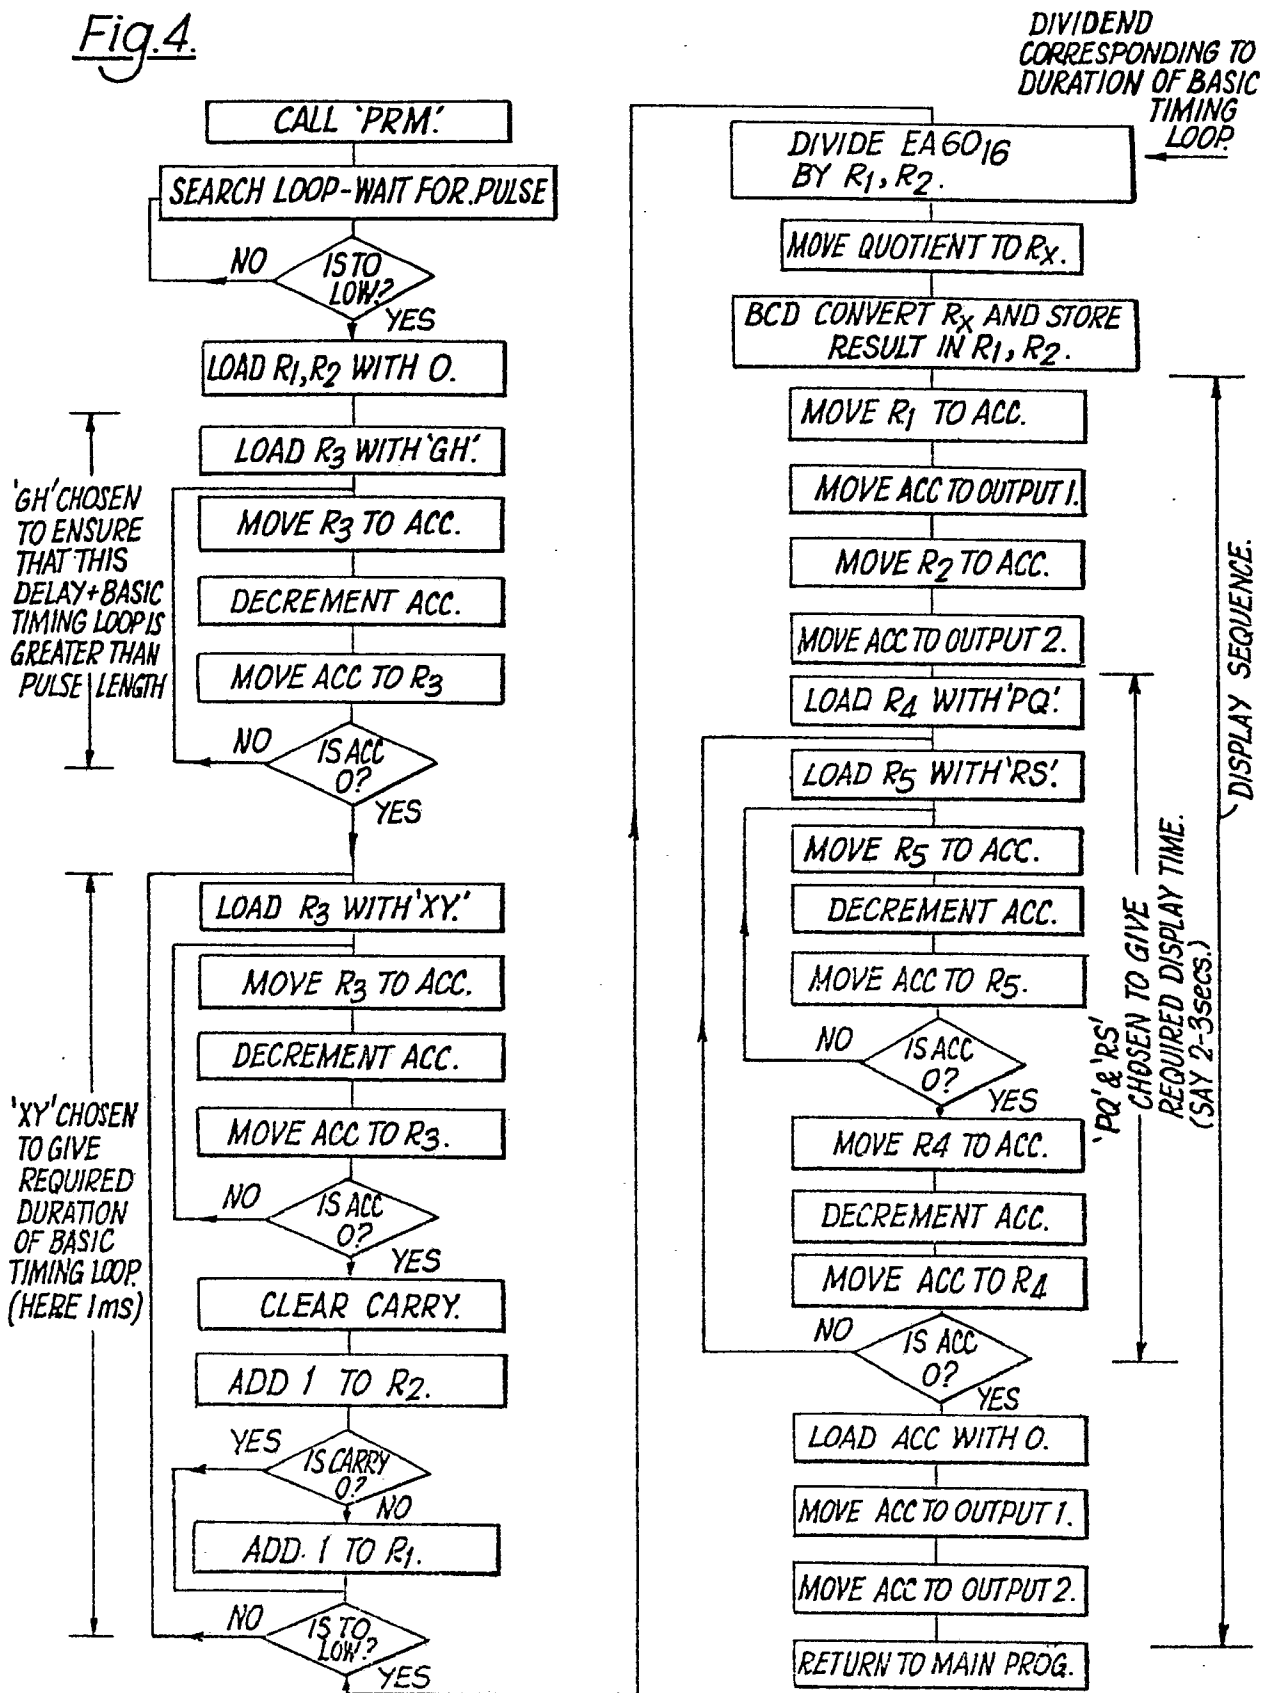 Fig.4.
CALL 'PRM'.
SEARCH LOOP-WAIT FOR.PULSE
NO
IS TO
LOW?
YES
LOAD R1,R2 WITH 0.
LOAD R3 WITH 'GH'.
MOVE R3 TO ACC.
DECREMENT ACC.
MOVE ACC TO R3
NO
IS ACC
0?
YES
'GH' CHOSEN
TO ENSURE
THAT THIS
DELAY+BASIC
TIMING LOOP IS
GREATER THAN
PULSE LENGTH
LOAD R3 WITH 'XY'.
MOVE R3 TO ACC.
DECREMENT ACC.
MOVE ACC TO R3.
NO
IS ACC
0?
YES
CLEAR CARRY.
ADD 1 TO R2.
YES
IS CARRY
0?
NO
ADD. 1 TO R1.
NO
IS TO
LOW?
YES
'XY' CHOSEN
TO GIVE
REQUIRED
DURATION
OF BASIC
TIMING LOOP.
(HERE 1ms)
DIVIDEND
CORRESPONDING TO
DURATION OF BASIC
TIMING
LOOP.
DIVIDE EA6016
BY R1, R2.
MOVE QUOTIENT TO RX.
BCD CONVERT RX AND STORE
RESULT IN R1, R2.
MOVE R1 TO ACC.
MOVE ACC TO OUTPUT 1.
MOVE R2 TO ACC.
MOVE ACC TO OUTPUT 2.
LOAD R4 WITH 'PQ'.
LOAD R5 WITH 'RS'.
MOVE R5 TO ACC.
DECREMENT ACC.
MOVE ACC TO R5.
NO
IS ACC
0?
YES
MOVE R4 TO ACC.
DECREMENT ACC.
MOVE ACC TO R4
NO
IS ACC
0?
YES
LOAD ACC WITH 0.
MOVE ACC TO OUTPUT 1.
MOVE ACC TO OUTPUT 2.
RETURN TO MAIN PROG.
'PQ' & 'RS'
CHOSEN TO GIVE
REQUIRED DISPLAY TIME.
(SAY 2-3secs.)
DISPLAY SEQUENCE.